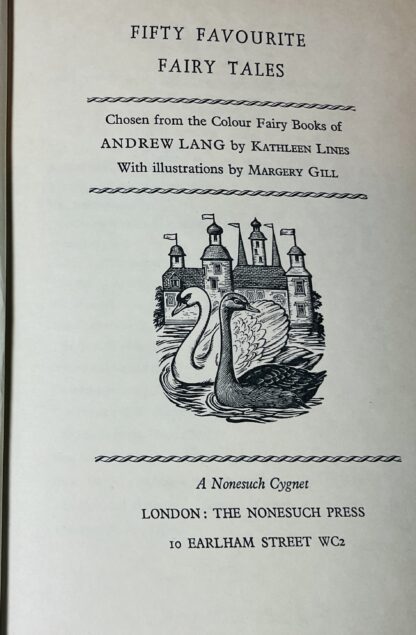 FIFTY FAVOURITE
FAIRY TALES
Chosen from the Colour Fairy Books of
ANDREW LANG by KATHLEEN LINES
With illustrations by MARGERY GILL
A Nonesuch Cygnet
LONDON: THE NONESUCH PRESS
10 EARLHAM STREET WC2